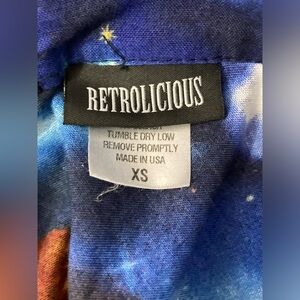 RETROLICIOUS
TUMBLE DRY LOW
REMOVE PROMPTLY
MADE IN USA
XS